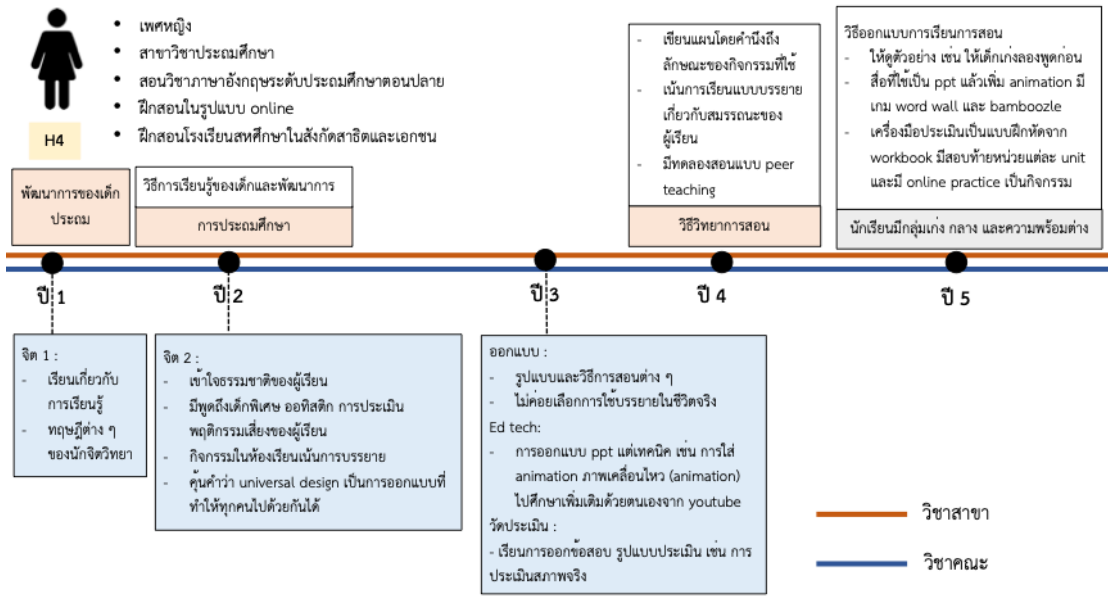 • เพศหญิง
• สาขาวิชาประถมศึกษา
• สอนวิชาภาษาอังกฤษระดับประถมศึกษาตอนปลาย
• ฝึกสอนในรูปแบบ online
• ฝึกสอนโรงเรียนสหศึกษาในสังกัดสาธิตและเอกชน
H4
พัฒนาการของเด็ก
ประถม
วิธีการเรียนรู้ของเด็กและพัฒนาการ
การประถมศึกษา
- เขียนแผนโดยคำนึงถึง
ลักษณะของกิจกรรมที่ใช้
- เน้นการเรียนแบบบรรยาย
เกี่ยวกับสมรรถนะของ
ผู้เรียน
- มีทดลองสอนแบบ peer
teaching
วิธีวิทยาการสอน
วิธีออกแบบการเรียนการสอน
- ให้ดูตัวอย่าง เช่น ให้เด็กเก่งลองพูดก่อน
- สื่อที่ใช้เป็น ppt แล้วเพิ่ม animation มี
เกม word wall และ bamboozle
- เครื่องมือประเมินเป็นแบบฝึกหัดจาก
workbook มีสอบท้ายหน่วยแต่ละ unit
และมี online practice เป็นกิจกรรม
นักเรียนมีกลุ่มเก่ง กลาง และความพร้อมต่าง
ปี 1
ปี 2
ปี 3
ปี 4
ปี 5
จิต 1 :
- เรียนเกี่ยวกับ
การเรียนรู้
- ทฤษฎีต่าง ๆ
ของนักจิตวิทยา
จิต 2 :
- เข้าใจธรรมชาติของผู้เรียน
- มีพูดถึงเด็กพิเศษ ออทิสติก การประเมิน
พฤติกรรมเสี่ยงของผู้เรียน
- กิจกรรมในห้องเรียนเน้นการบรรยาย
- คุ้นคำว่า universal design เป็นการออกแบบที่
ทำให้ทุกคนไปด้วยกันได้
ออกแบบ :
- รูปแบบและวิธีการสอนต่าง ๆ
- ไม่ค่อยเลือกการใช้บรรยายในชีวิตจริง
Ed tech:
- การออกแบบ ppt แต่เทคนิค เช่น การใส่
animation ภาพเคลื่อนไหว (animation)
ไปศึกษาเพิ่มเติมด้วยตนเองจาก youtube
วัดประเมิน :
- เรียนการออกข้อสอบ รูปแบบประเมิน เช่น การ
ประเมินสภาพจริง
วิชาสาขา
วิชาคณะ